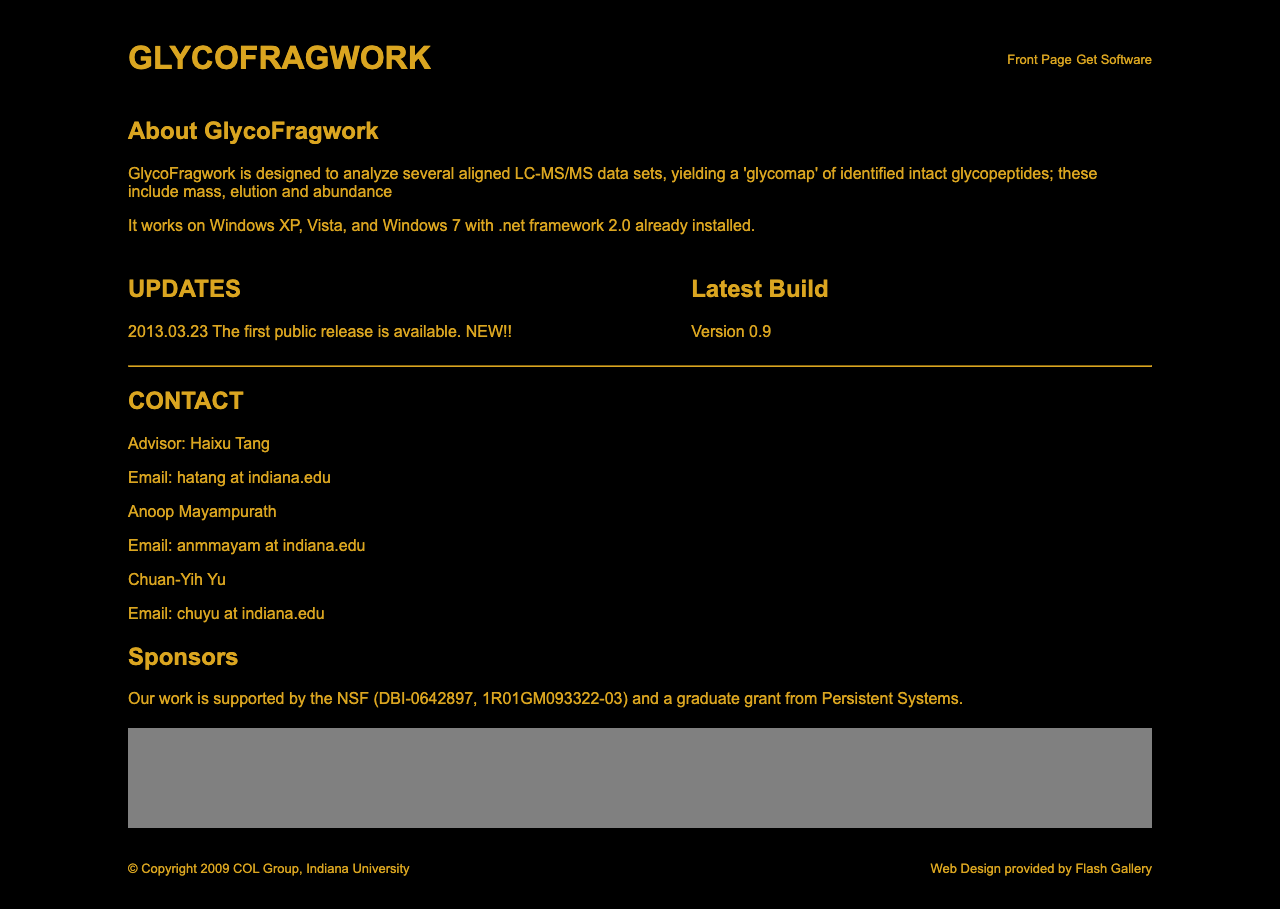 GLYCOFRAGWORK
Front Page Get Software
About GlycoFragwork
GlycoFragwork is designed to analyze several aligned LC-MS/MS data sets, yielding a 'glycomap' of identified intact glycopeptides; these
include mass, elution and abundance
It works on Windows XP, Vista, and Windows 7 with .net framework 2.0 already installed.
UPDATES
2013.03.23 The first public release is available. NEW!!
Latest Build
Version 0.9
CONTACT
Advisor: Haixu Tang
Email: hatang at indiana.edu
Anoop Mayampurath
Email: anmmayam at indiana.edu
Chuan-Yih Yu
Email: chuyu at indiana.edu
Sponsors
Our work is supported by the NSF (DBI-0642897, 1R01GM093322-03) and a graduate grant from Persistent Systems.
© Copyright 2009 COL Group, Indiana University
Web Design provided by Flash Gallery